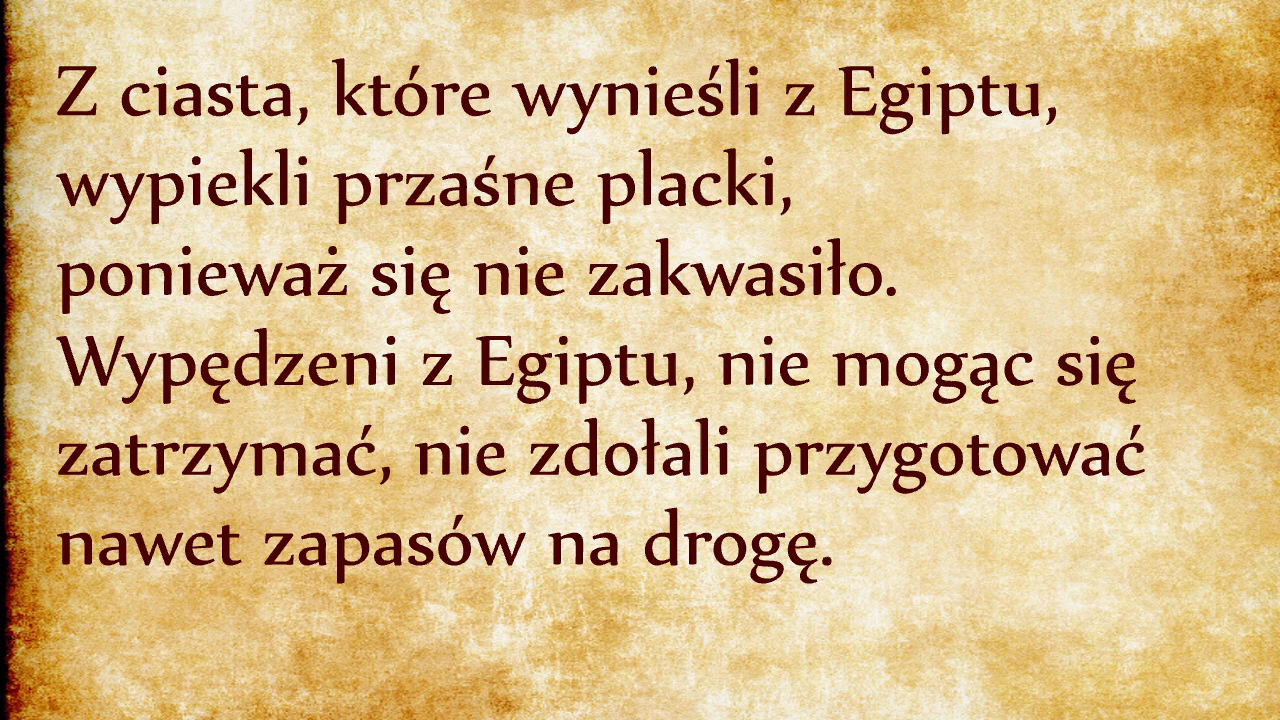 Z ciasta, które wynieśli z Egiptu,
wypiekli przaśne placki,
ponieważ się nie zakwasiło.
Wypędzeni z Egiptu, nie mogąc się
zatrzymać, nie zdołali przygotować
nawet zapasów na drogę.